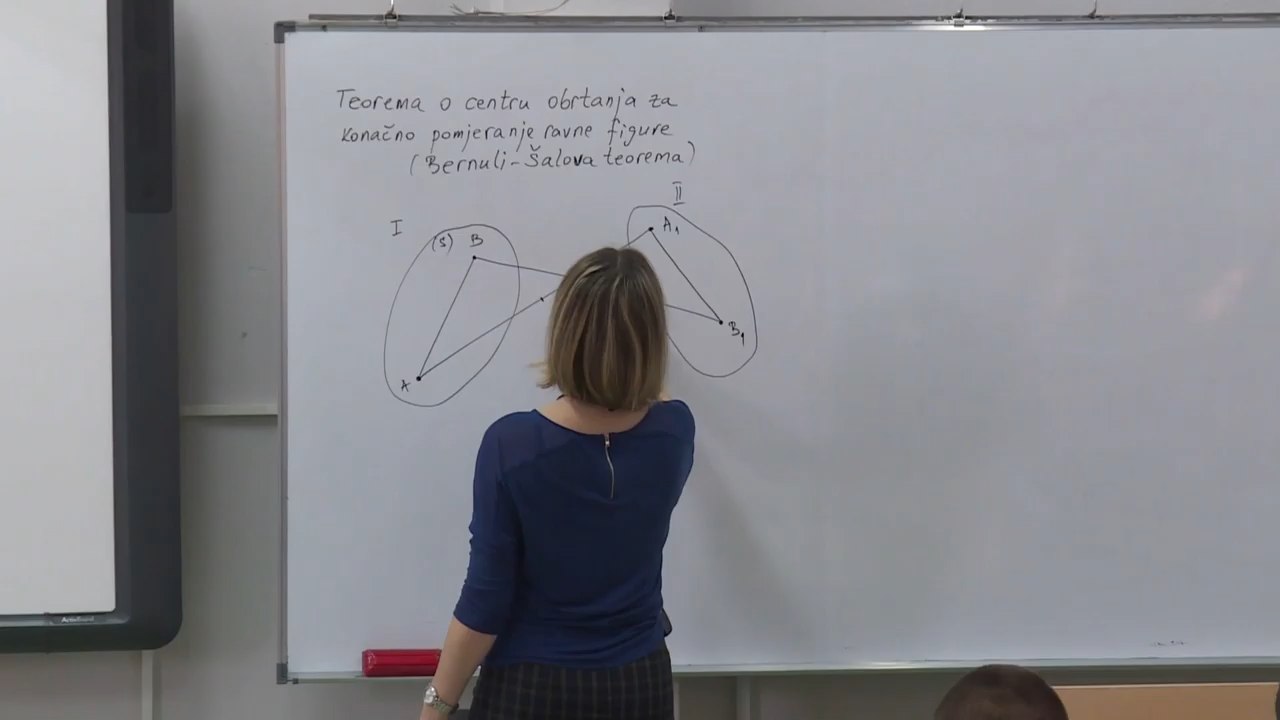 Teorema o centru obrtanja za
konačno pomjeranje ravne figure
(Bernuli-Šalova teorema)
II
I
(S) B
A₁
B₁
A